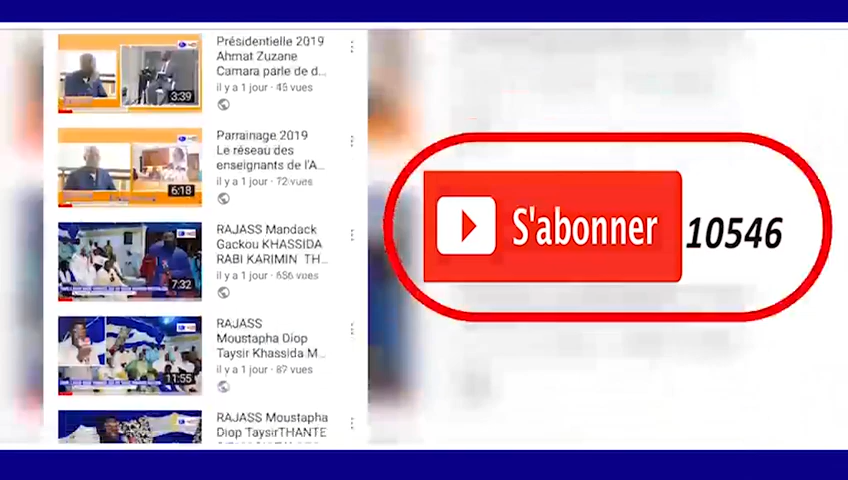 Présidentielle 2019
Ahmat Zuzane
Camara parle de d...
il y a 1 jour · 45 vues
3:39
Parrainage 2019
Le réseau des
enseignants de l'A...
il y a 1 jour · 72 vues
6:18
RAJASS Mandack
Gackou KHASSIDA
RABI KARIMIN TH...
il y a 1 jour · 656 vues
7:32
RAJASS
Moustapha Diop
Taysir Khassida M...
il y a 1 jour · 87 vues
11:55
RAJASS Moustapha
Diop TaysirTHANTE
S'abonner
10546